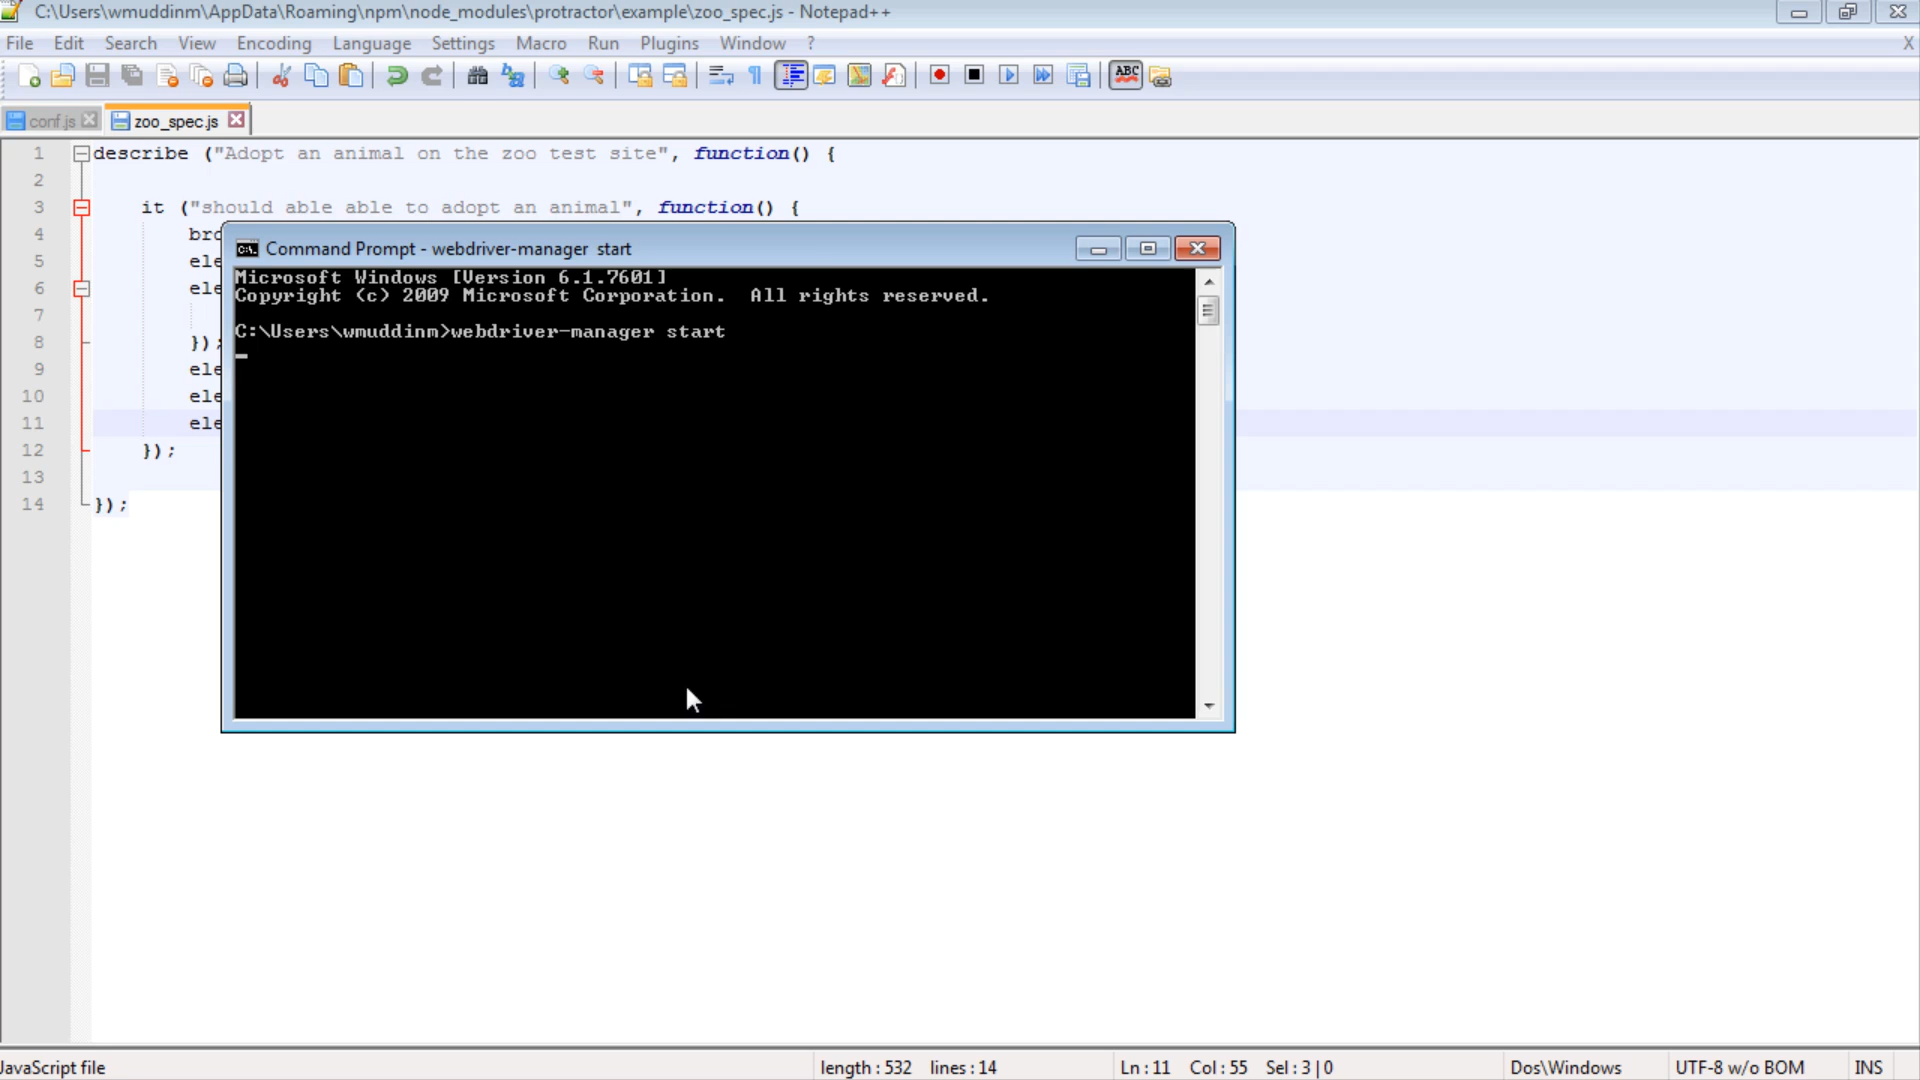 C:\Users\wmuddinm\AppData\Roaming\npm\node_modules\protractor\example\zoo_spec.js - Notepad++
File Edit Search View Encoding Language Settings Macro Run Plugins Window ?
X
ABC
conf.js zoo_spec.js
1 describe ("Adopt an animal on the zoo test site", function() {
2
3 it ("should able able to adopt an animal", function() {
4 bro
5 ele
6 ele
7
8 });
9 ele
10 ele
11 ele
12 });
13
14 });
C:\. Command Prompt - webdriver-manager start
Microsoft Windows [Version 6.1.7601]
Copyright (c) 2009 Microsoft Corporation. All rights reserved.
C:\Users\wmuddinm>webdriver-manager start
JavaScript file length : 532 lines : 14 Ln : 11 Col : 55 Sel : 3 | 0 Dos\Windows UTF-8 w/o BOM INS